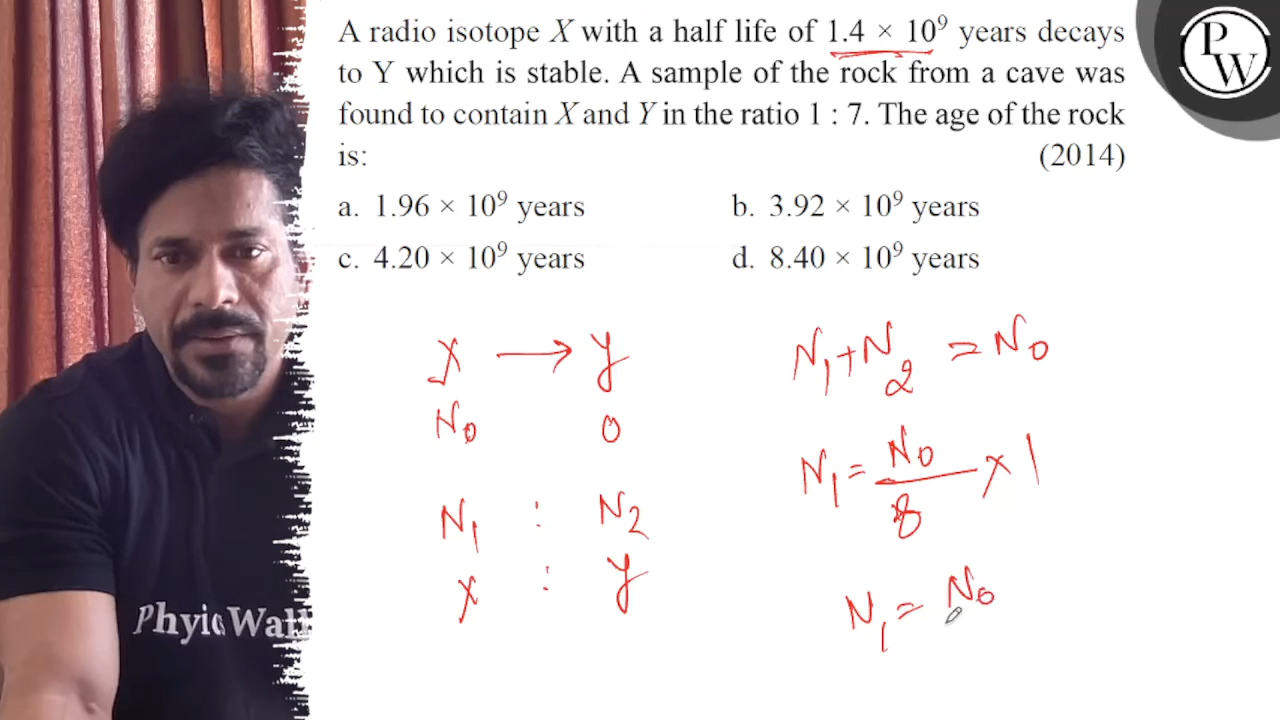 A radio isotope X with a half life of 1.4 × 10⁹ years decays
to Y which is stable. A sample of the rock from a cave was
found to contain X and Y in the ratio 1 : 7. The age of the rock
is: (2014)
a. 1.96 × 10⁹ years b. 3.92 × 10⁹ years
c. 4.20 × 10⁹ years d. 8.40 × 10⁹ years
PW
X → Y
N₀ 0
N₁ : N₂
X : Y
N₁+N₂ = N₀
N₁ = N₀/8 × 1
N₁ = N₀
Phyic Wal